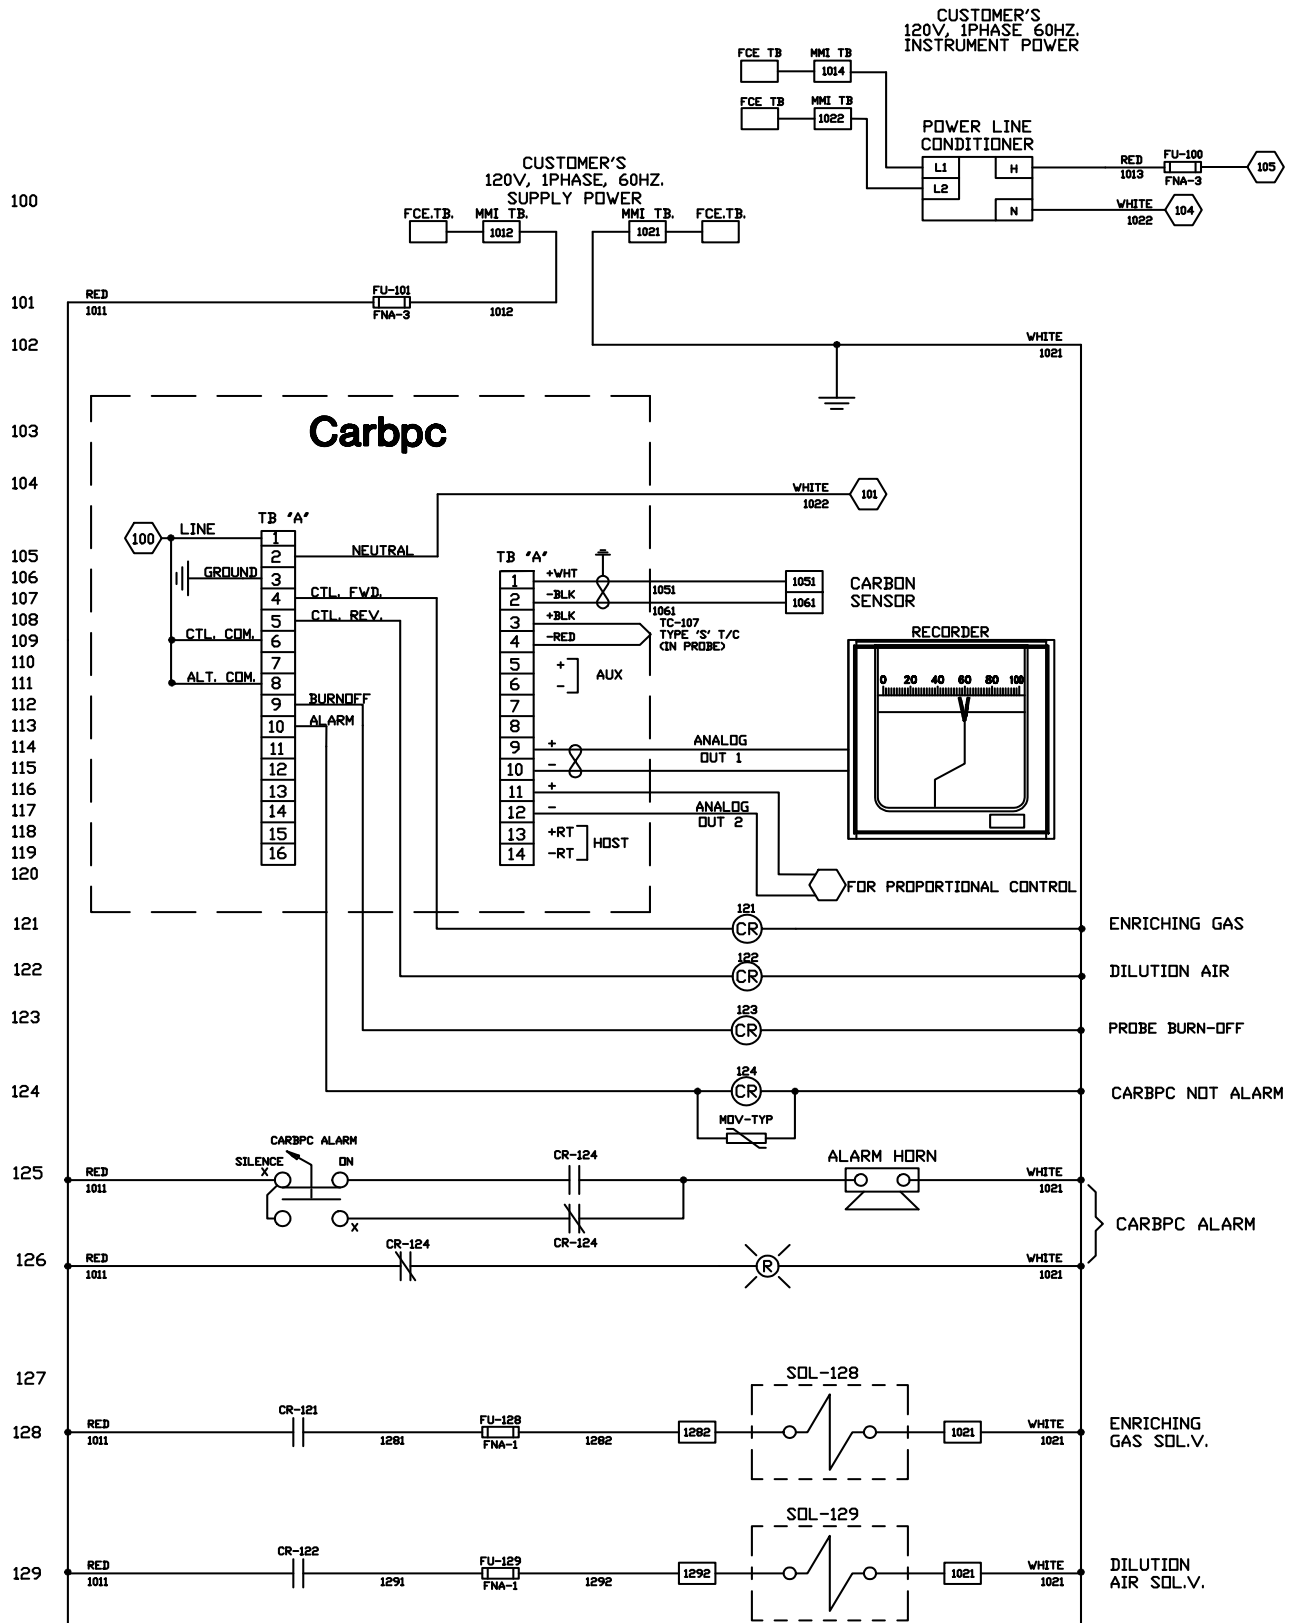 CUSTOMER'S
120V, 1PHASE 60HZ.
INSTRUMENT POWER
FCE TB
MMI TB
1014
FCE TB
MMI TB
1022
POWER LINE
CONDITIONER
L1
H
L2
N
RED
1013
FU-100
FNA-3
105
WHITE
1022
104
100
CUSTOMER'S
120V, 1PHASE, 60HZ.
SUPPLY POWER
FCE.TB.
MMI TB.
1012
MMI TB.
1021
FCE.TB.
101
RED
1011
FU-101
FNA-3
1012
102
WHITE
1021
103
Carbpc
104
WHITE
1022
101
TB "A"
100
LINE
1
2
3
4
5
6
7
8
9
10
11
12
13
14
15
16
NEUTRAL
GROUND
CTL. FWD.
CTL. REV.
CTL. COM.
ALT. COM.
BURNOFF
ALARM
105
106
107
108
109
110
111
112
113
114
115
116
117
118
119
120
TB "A"
1
2
3
4
5
6
7
8
9
10
11
12
13
14
+WHT
-BLK
+BLK
-RED
+
-
AUX
+
-
+
-
+RT
-RT
HOST
1051
1061
TC-107
TYPE 'S' T/C
(IN PROBE)
1051
1061
CARBON
SENSOR
RECORDER
0 20 40 60 80 100
ANALOG
OUT 1
ANALOG
OUT 2
FOR PROPORTIONAL CONTROL
121
121
CR
ENRICHING GAS
122
122
CR
DILUTION AIR
123
123
CR
PROBE BURN-OFF
124
124
CR
CARBPC NOT ALARM
MOV-TYP
125
RED
1011
CARBPC ALARM
SILENCE
ON
X
X
CR-124
CR-124
ALARM HORN
WHITE
1021
CARBPC ALARM
126
RED
1011
CR-124
R
WHITE
1021
127
SOL-128
128
RED
1011
CR-121
1281
FU-128
FNA-1
1282
1282
1021
WHITE
1021
ENRICHING
GAS SOL.V.
SOL-129
129
RED
1011
CR-122
1291
FU-129
FNA-1
1292
1292
1021
WHITE
1021
DILUTION
AIR SOL.V.